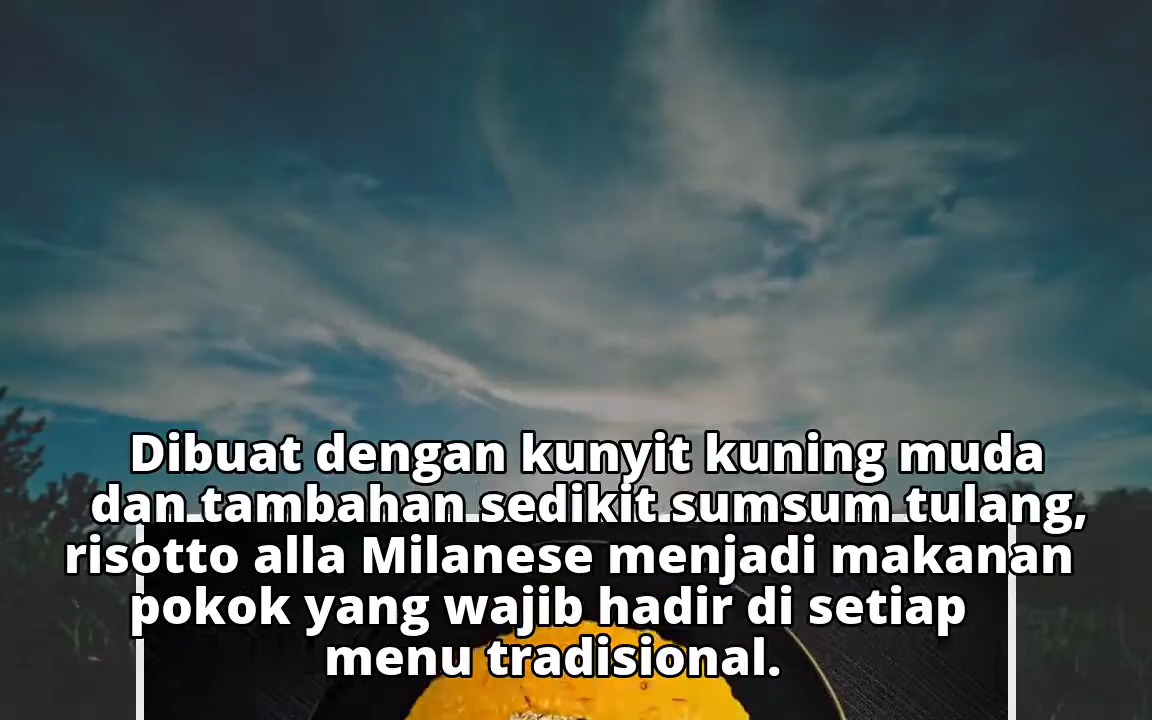 Dibuat dengan kunyit kuning muda
dan tambahan sedikit sumsum tulang,
risotto alla Milanese menjadi makanan
pokok yang wajib hadir di setiap
menu tradisional.